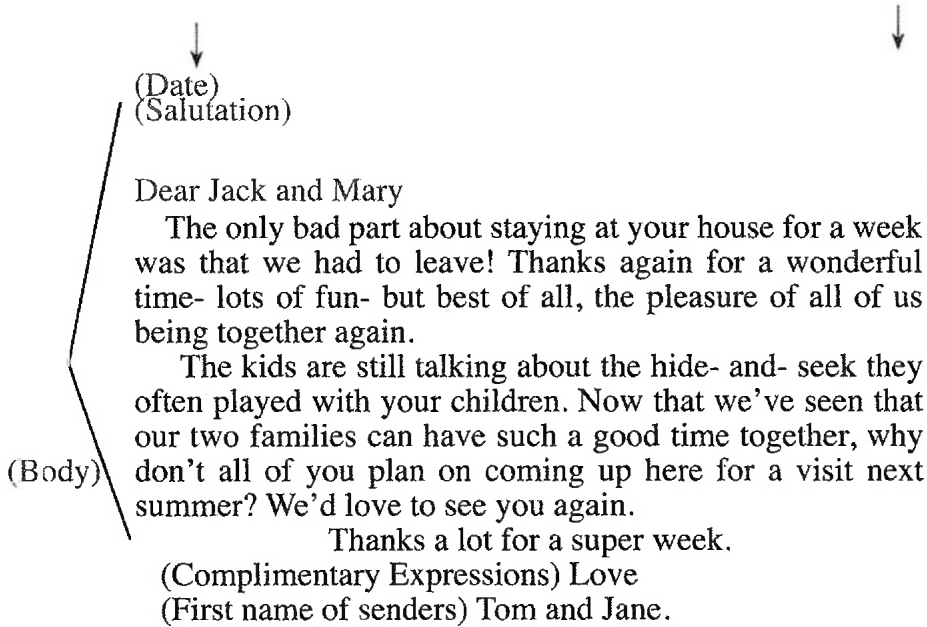 (Date)
(Salutation)
Dear Jack and Mary
The only bad part about staying at your house for a week
was that we had to leave! Thanks again for a wonderful
time- lots of fun- but best of all, the pleasure of all of us
being together again.
The kids are still talking about the hide- and- seek they
often played with your children. Now that we've seen that
our two families can have such a good time together, why
(Body) don't all of you plan on coming up here for a visit next
summer? We'd love to see you again.
Thanks a lot for a super week.
(Complimentary Expressions) Love
(First name of senders) Tom and Jane.